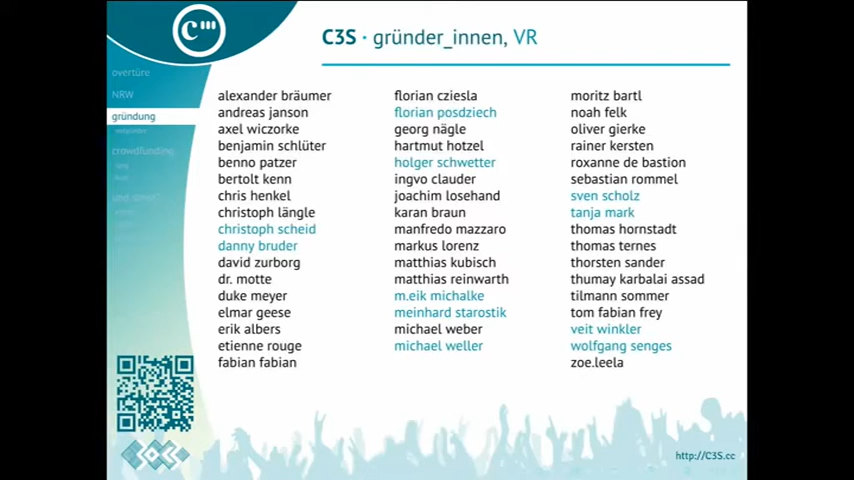 C3S · gründer_innen, VR
overtüre
NRW
gründung
crowdfunding
alexander bräumer
andreas janson
axel wiczorke
benjamin schlüter
benno patzer
bertolt kenn
chris henkel
christoph längle
christoph scheid
danny bruder
david zurborg
dr. motte
duke meyer
elmar geese
erik albers
etienne rouge
fabian fabian
florian cziesla
florian posdziech
georg nägle
hartmut hotzel
holger schwetter
ingvo clauder
joachim losehand
karan braun
manfredo mazzaro
markus lorenz
matthias kubisch
matthias reinwarth
m.eik michalke
meinhard starostik
michael weber
michael weller
moritz bartl
noah felk
oliver gierke
rainer kersten
roxanne de bastion
sebastian rommel
sven scholz
tanja mark
thomas hornstadt
thomas ternes
thorsten sander
thumay karbalai assad
tilmann sommer
tom fabian frey
veit winkler
wolfgang senges
zoe.leela
http://C3S.cc